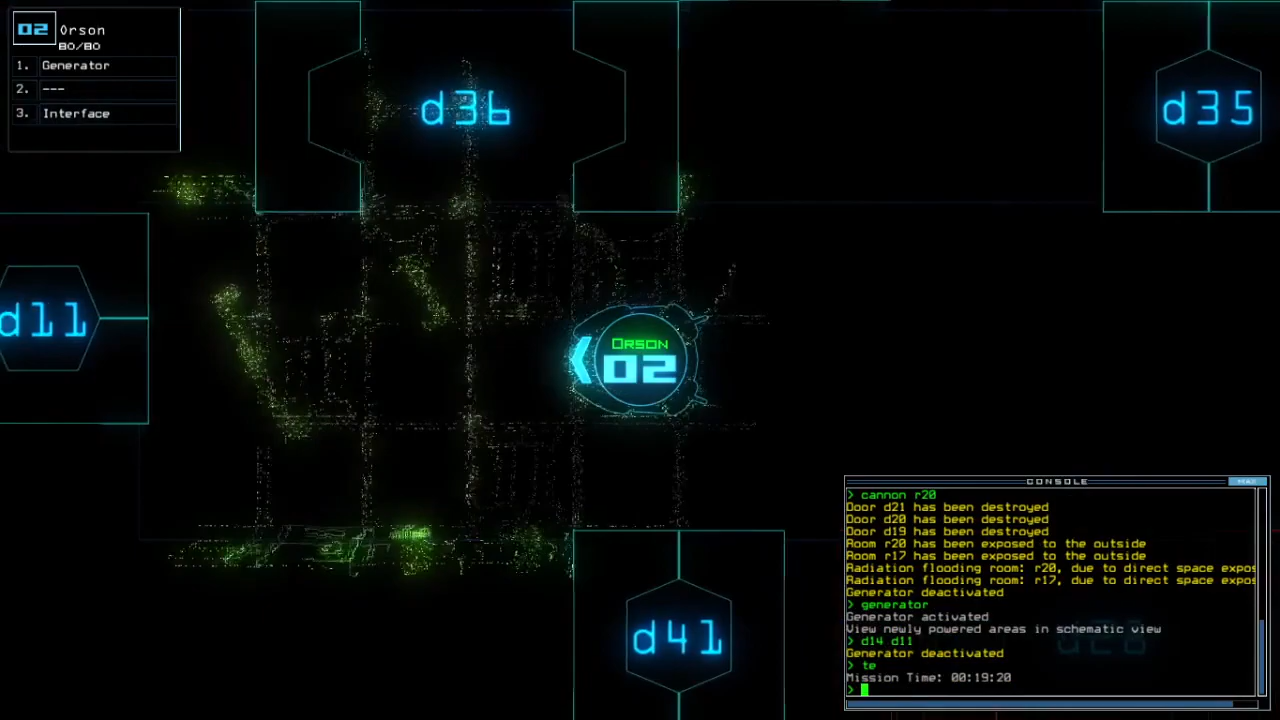 02 Orson
80/80
1. Generator
2. ---
3. Interface
d36
d35
d11
Orson
02
d41
CONSOLE
> cannon r20
Door d21 has been destroyed
Door d20 has been destroyed
Door d19 has been destroyed
Room r20 has been exposed to the outside
Room r17 has been exposed to the outside
Radiation flooding room: r20, due to direct space expos
Radiation flooding room: r17, due to direct space expos
Generator deactivated
> generator
Generator activated
View newly powered areas in schematic view
> d14 d11
Generator deactivated
> te
Mission Time: 00:19:20
>